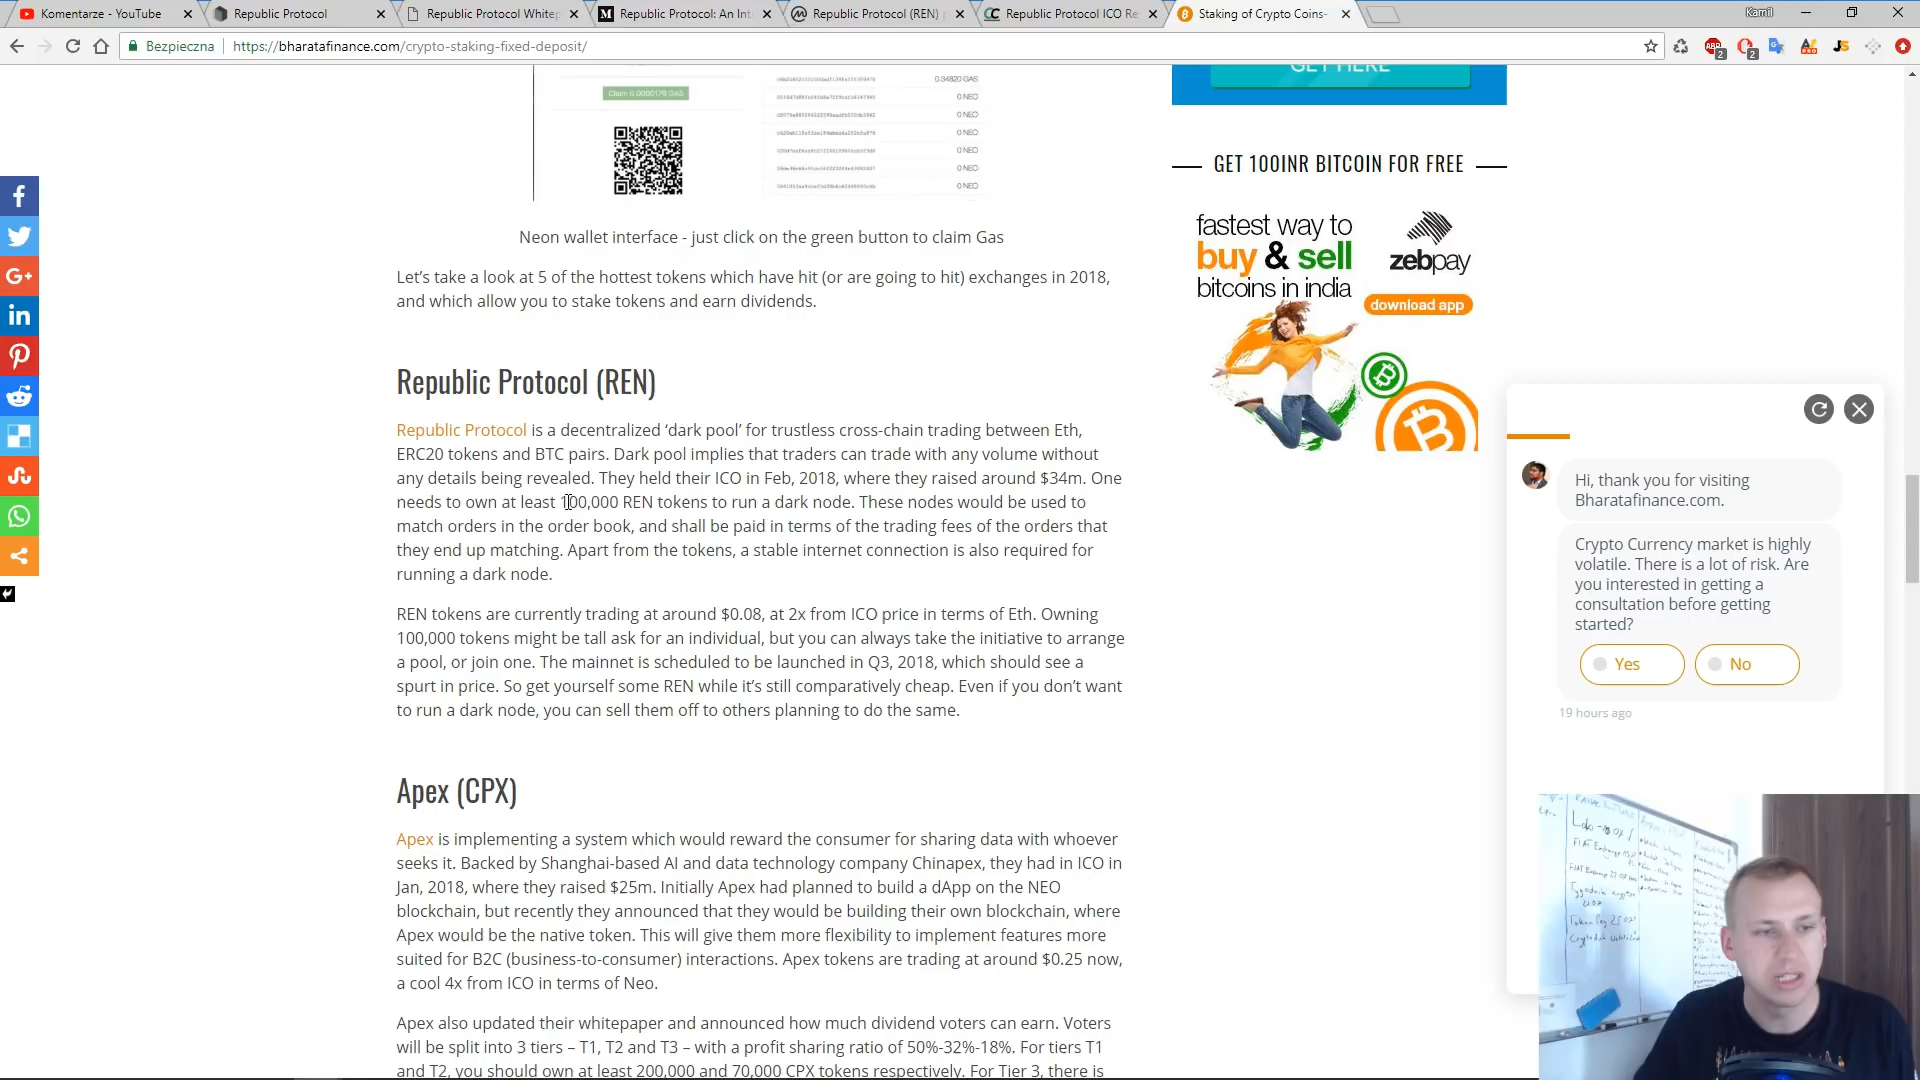 Komentarze - YouTube
Republic Protocol
Republic Protocol Whitep
Republic Protocol: An Int
Republic Protocol (REN)
Republic Protocol ICO Re
Staking of Crypto Coins-
Kamil
Bezpieczna
https://bharatafinance.com/crypto-staking-fixed-deposit/
0.34820 GAS
Claim 0.0000176 GAS
0 NEO
0 NEO
0 NEO
0 NEO
0 NEO
0 NEO
GET HERE
GET 100INR BITCOIN FOR FREE
fastest way to
buy & sell
bitcoins in india
zebpay
download app
Neon wallet interface - just click on the green button to claim Gas
Let’s take a look at 5 of the hottest tokens which have hit (or are going to hit) exchanges in 2018,
and which allow you to stake tokens and earn dividends.
Republic Protocol (REN)
Republic Protocol is a decentralized ‘dark pool’ for trustless cross-chain trading between Eth,
ERC20 tokens and BTC pairs. Dark pool implies that traders can trade with any volume without
any details being revealed. They held their ICO in Feb, 2018, where they raised around $34m. One
needs to own at least 100,000 REN tokens to run a dark node. These nodes would be used to
match orders in the order book, and shall be paid in terms of the trading fees of the orders that
they end up matching. Apart from the tokens, a stable internet connection is also required for
running a dark node.
REN tokens are currently trading at around $0.08, at 2x from ICO price in terms of Eth. Owning
100,000 tokens might be tall ask for an individual, but you can always take the initiative to arrange
a pool, or join one. The mainnet is scheduled to be launched in Q3, 2018, which should see a
spurt in price. So get yourself some REN while it’s still comparatively cheap. Even if you don’t want
to run a dark node, you can sell them off to others planning to do the same.
Apex (CPX)
Apex is implementing a system which would reward the consumer for sharing data with whoever
seeks it. Backed by Shanghai-based AI and data technology company Chinapex, they had in ICO in
Jan, 2018, where they raised $25m. Initially Apex had planned to build a dApp on the NEO
blockchain, but recently they announced that they would be building their own blockchain, where
Apex would be the native token. This will give them more flexibility to implement features more
suited for B2C (business-to-consumer) interactions. Apex tokens are trading at around $0.25 now,
a cool 4x from ICO in terms of Neo.
Apex also updated their whitepaper and announced how much dividend voters can earn. Voters
will be split into 3 tiers – T1, T2 and T3 – with a profit sharing ratio of 50%-32%-18%. For tiers T1
and T2, you should own at least 200,000 and 70,000 CPX tokens respectively. For Tier 3, there is
Hi, thank you for visiting
Bharatafinance.com.
Crypto Currency market is highly
volatile. There is a lot of risk. Are
you interested in getting a
consultation before getting
started?
Yes
No
19 hours ago